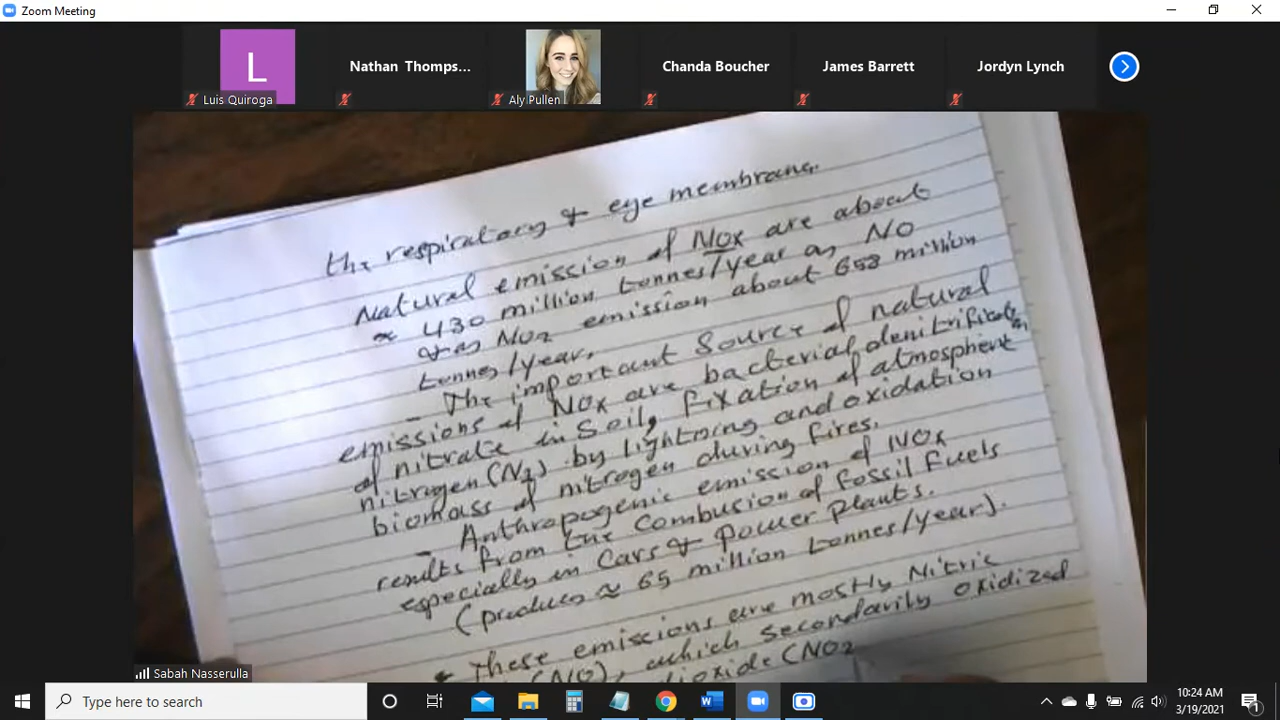 Zoom Meeting
L
Luis Quiroga
Nathan Thomps...
Aly Pullen
Chanda Boucher
James Barrett
Jordyn Lynch
the respiratory & eye membrane.
Natural emission of NOx are about
≈ 430 million tonnes/year as NO
& as NO2 emission about 658 million
tonnes/year.
- The important Source of natural
emissions of NOx are bacterial denitrification
of nitrate in Soil, fixation of atmospheric
nitrogen (N2) by lightning and oxidation
biomass of nitrogen during fires.
- Anthropogenic emission of NOx
results from the Combusion of fossil fuels
especially in Cars & Power Plants.
(produces ≈ 65 million tonnes/year).
* These emissions are mostly Nitric
(NO), which secondarily oxidized
dioxide (NO2
Sabah Nasserulla
Type here to search
10:24 AM
3/19/2021
1